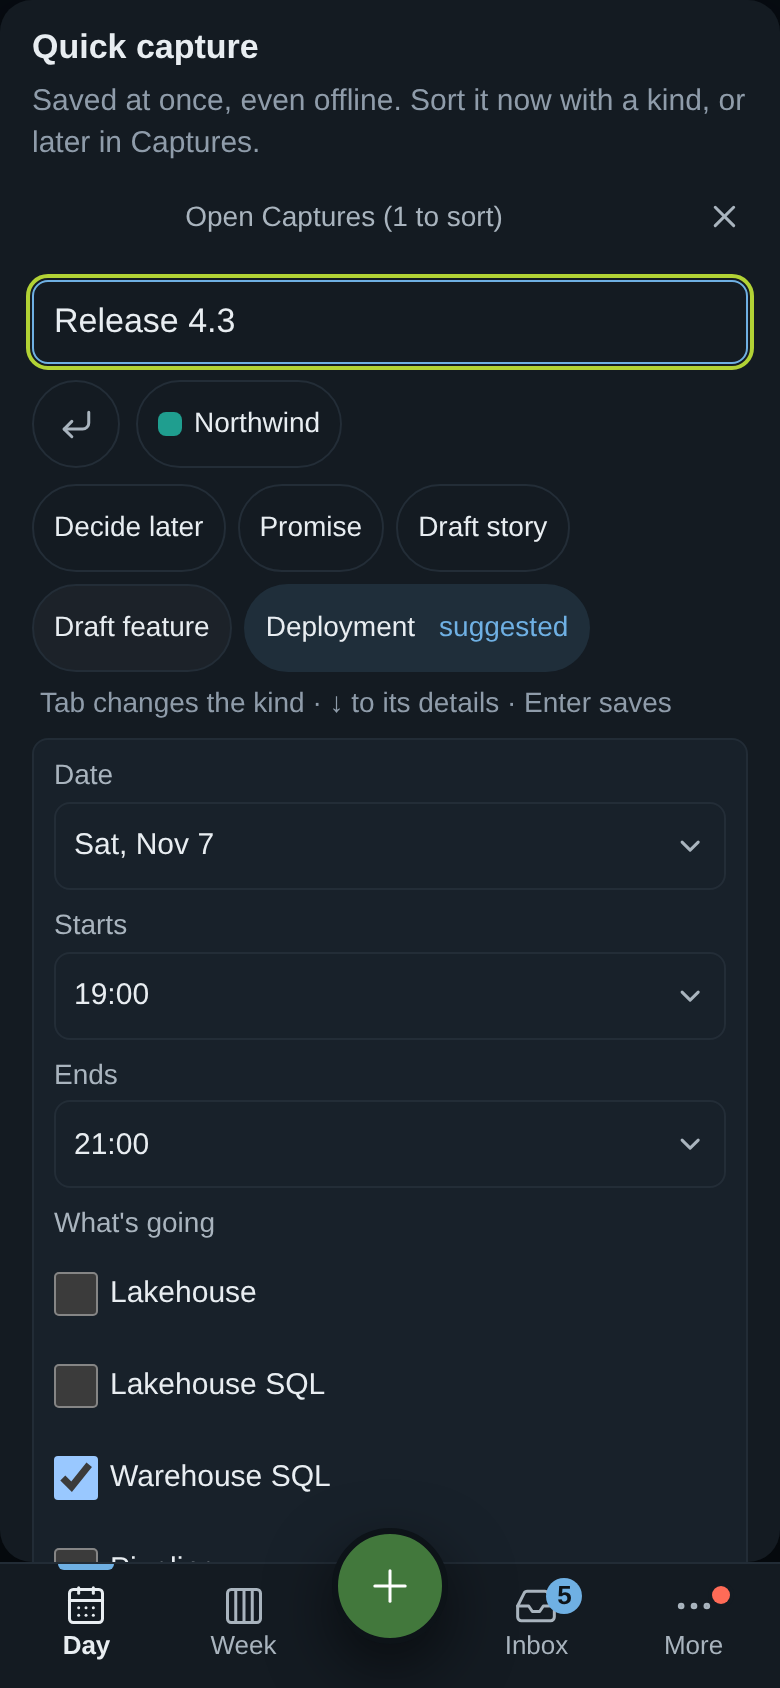 Quick capture
Saved at once, even offline. Sort it now with a kind, or
later in Captures.
Open Captures (1 to sort)
Release 4.3
Northwind
Decide later
Promise
Draft story
Draft feature
Deployment suggested
Tab changes the kind · ↓ to its details · Enter saves
Date
Sat, Nov 7
Starts
19:00
Ends
21:00
What's going
Lakehouse
Lakehouse SQL
Warehouse SQL
Day
Week
5
Inbox
More